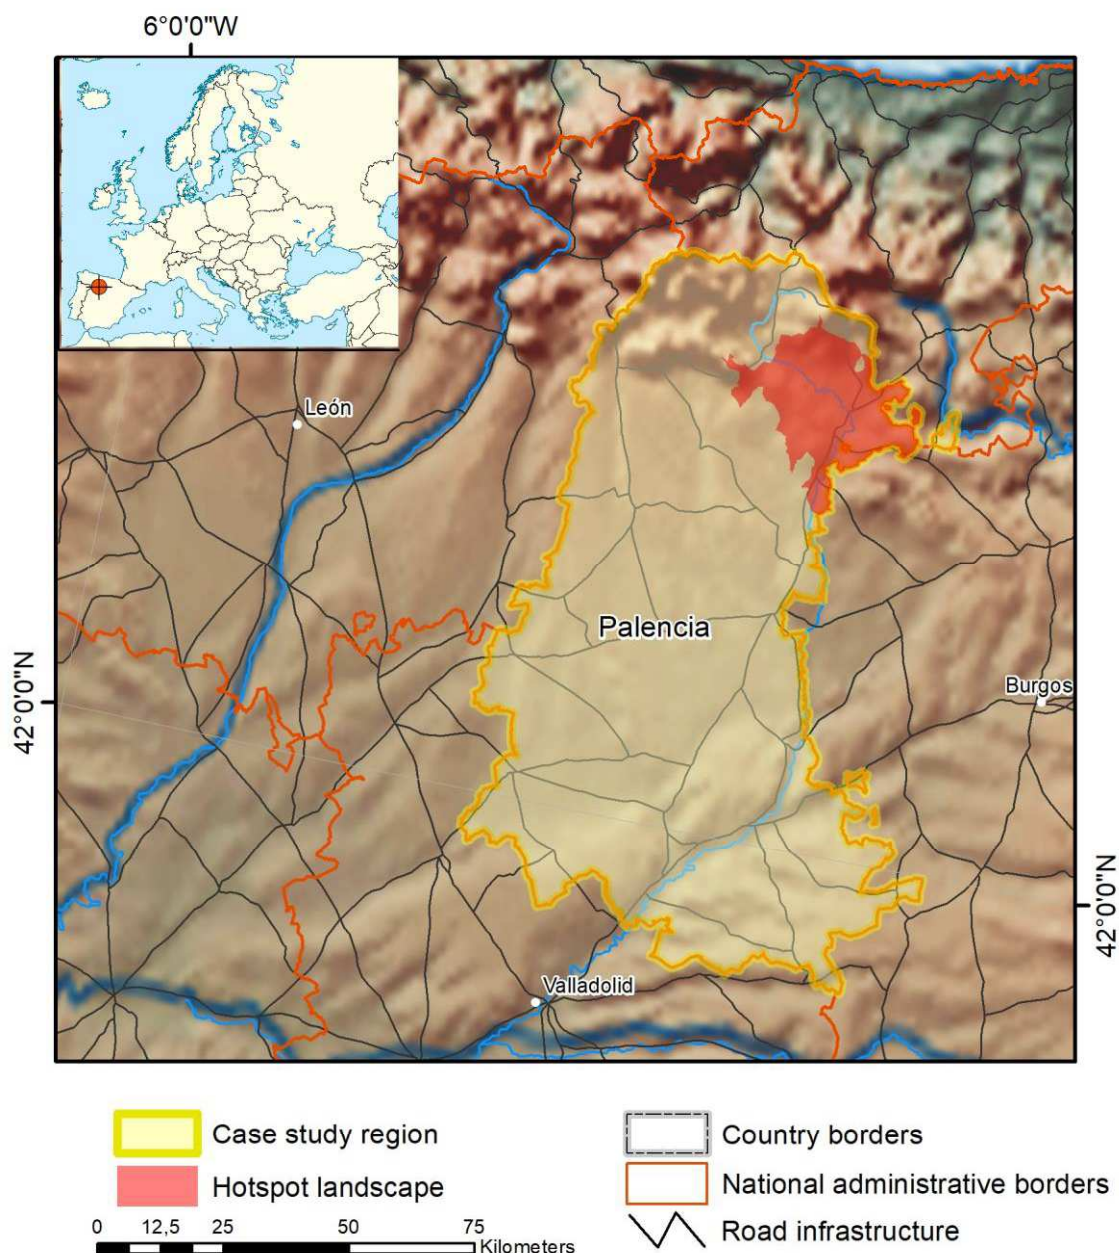 6°0'0"W
León
Palencia
42°0'0"N
Burgos
42°0'0"N
Valladolid
Case study region
Country borders
Hotspot landscape
National administrative borders
0 12,5 25 50 75
Kilometers
Road infrastructure